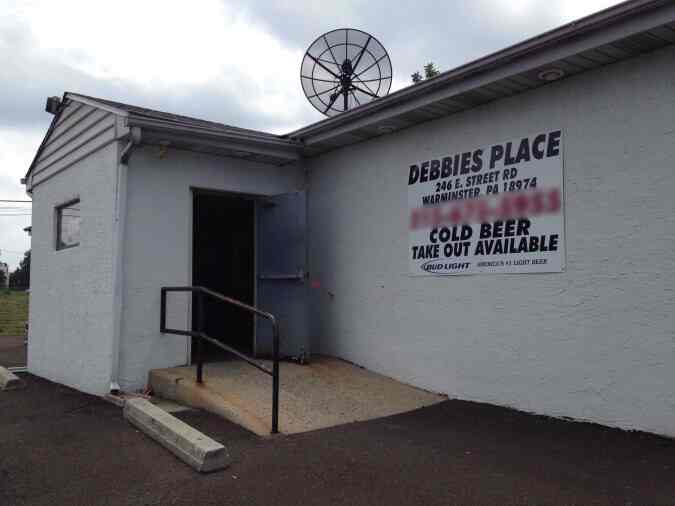 DEBBIES PLACE
246 E. STREET RD
WARMINSTER, PA 18974
COLD BEER
TAKE OUT AVAILABLE
BUD LIGHT AMERICA'S #1 LIGHT BEER